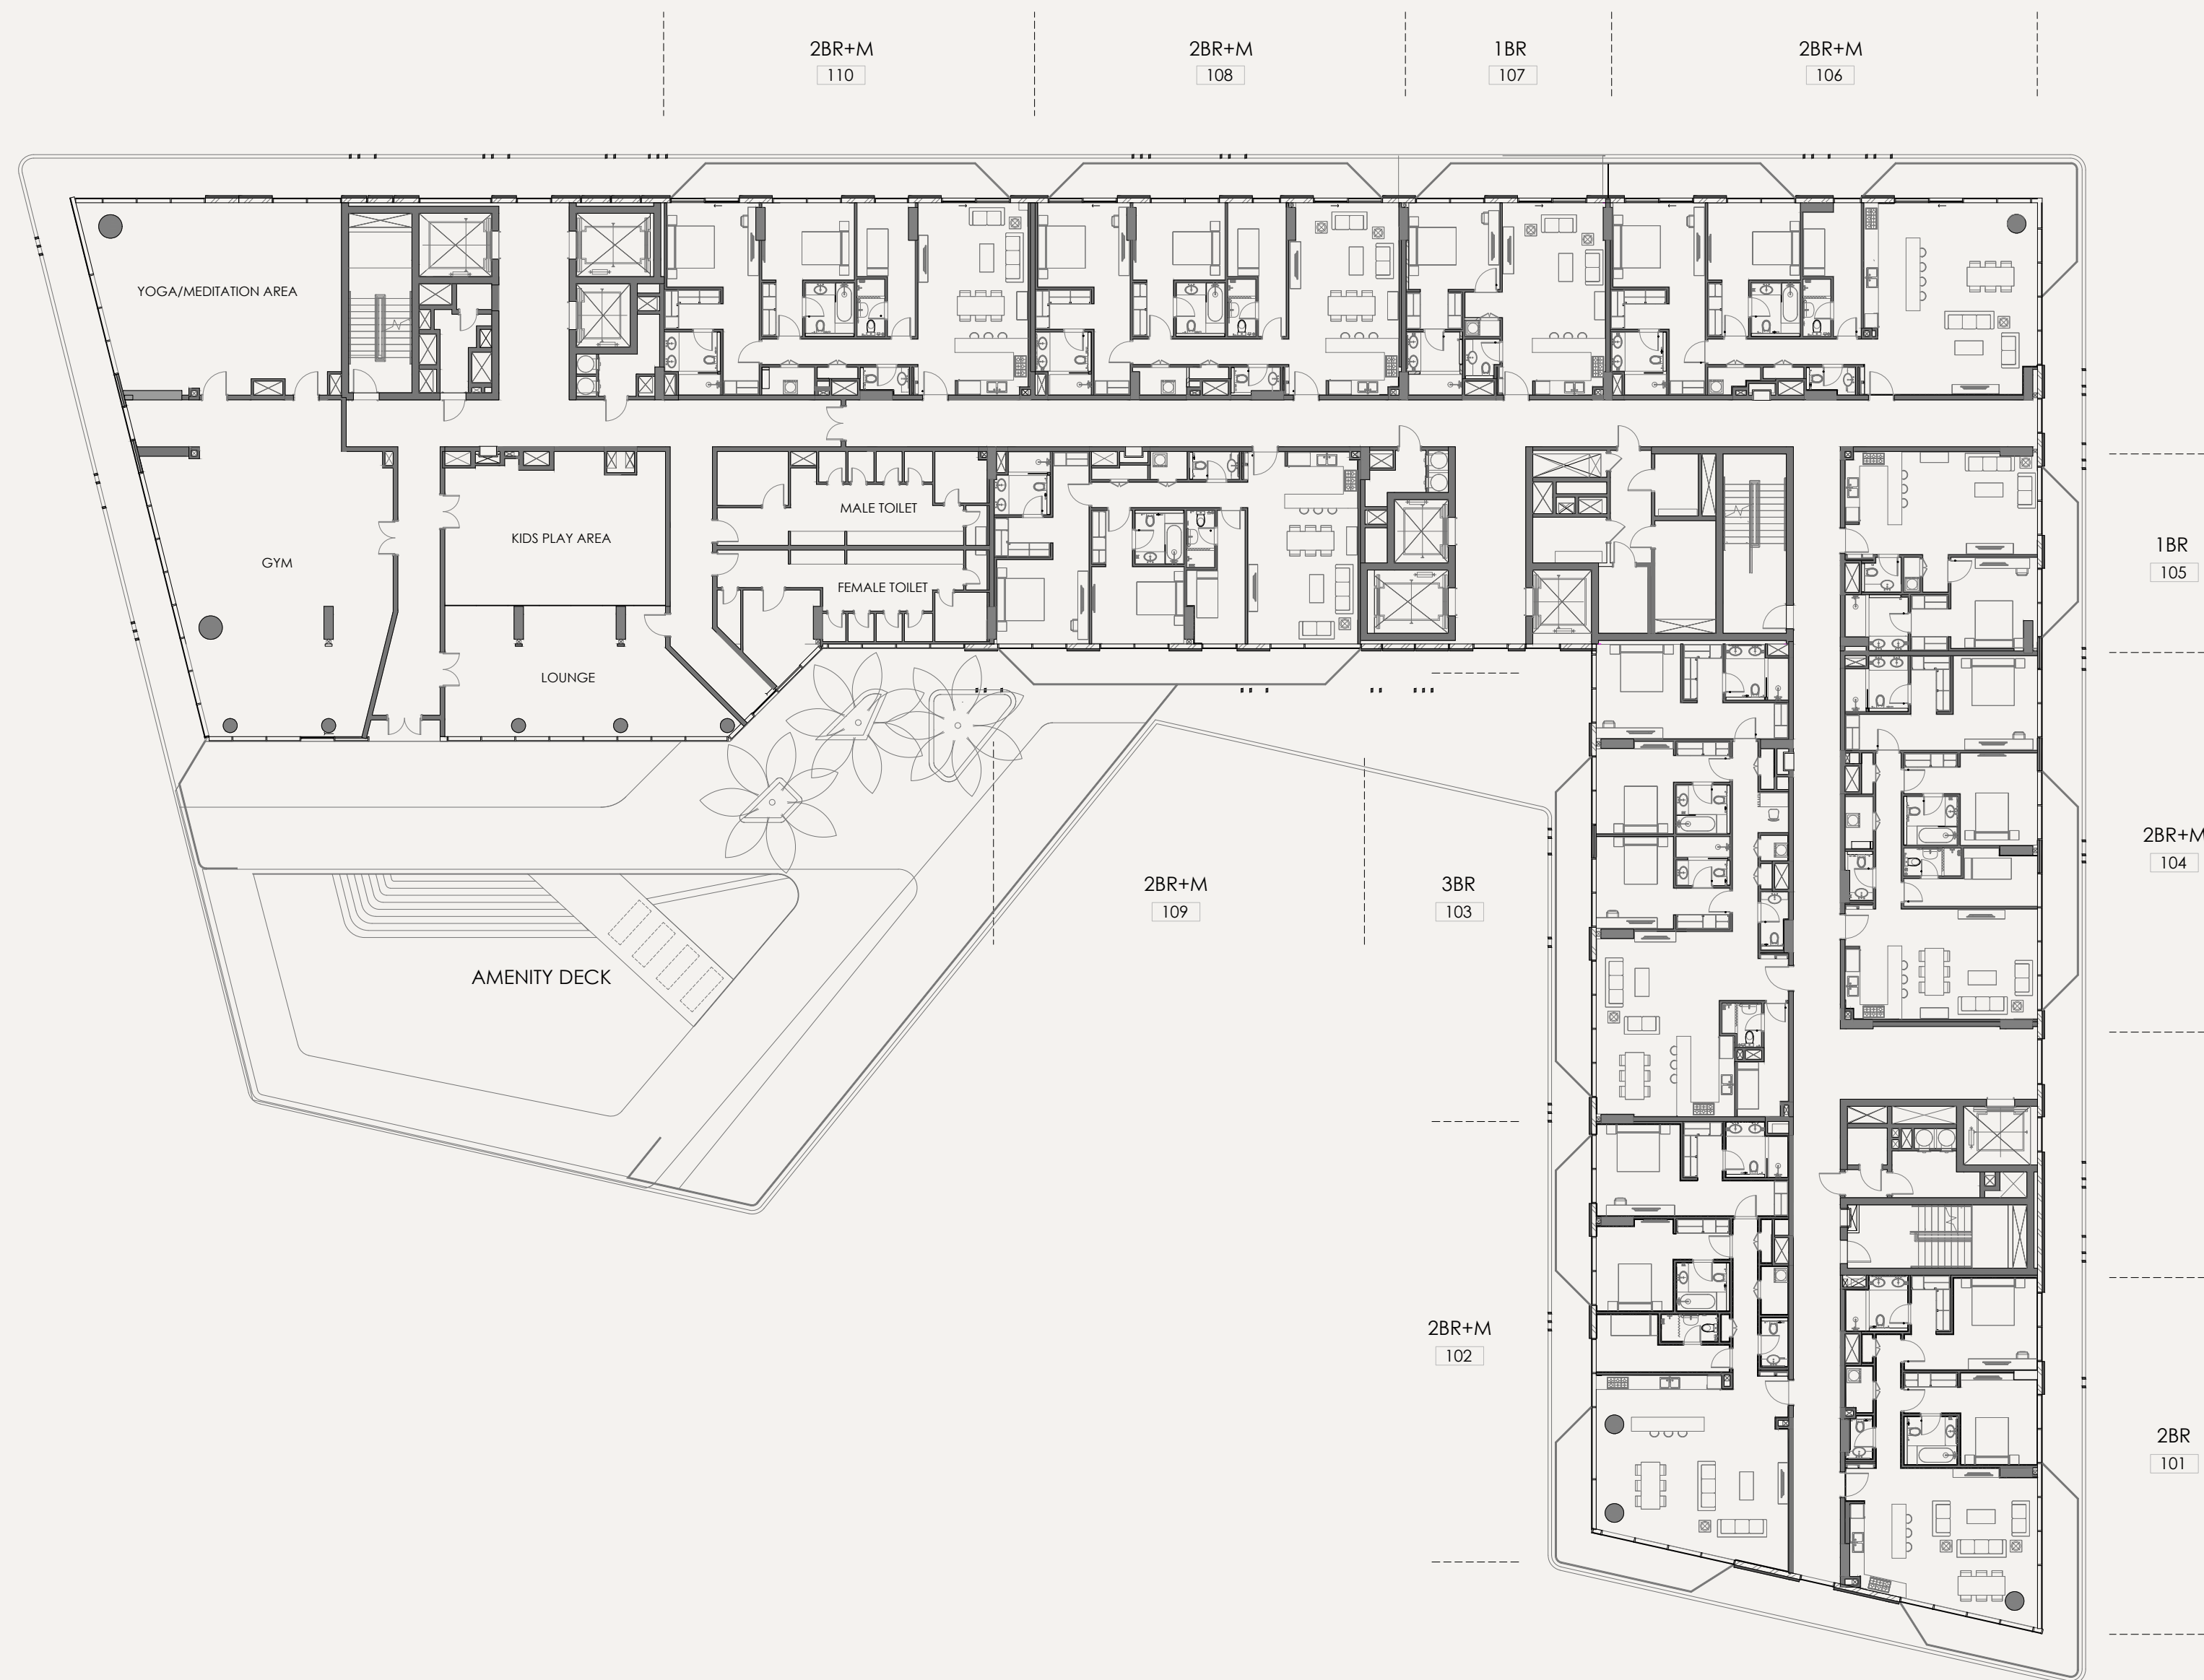 2BR+M
110
2BR+M
108
1BR
107
2BR+M
106
YOGA/MEDITATION AREA
MALE TOILET
KIDS PLAY AREA
GYM
FEMALE TOILET
LOUNGE
1BR
105
2BR+M
104
2BR+M
109
3BR
103
AMENITY DECK
2BR+M
102
2BR
101